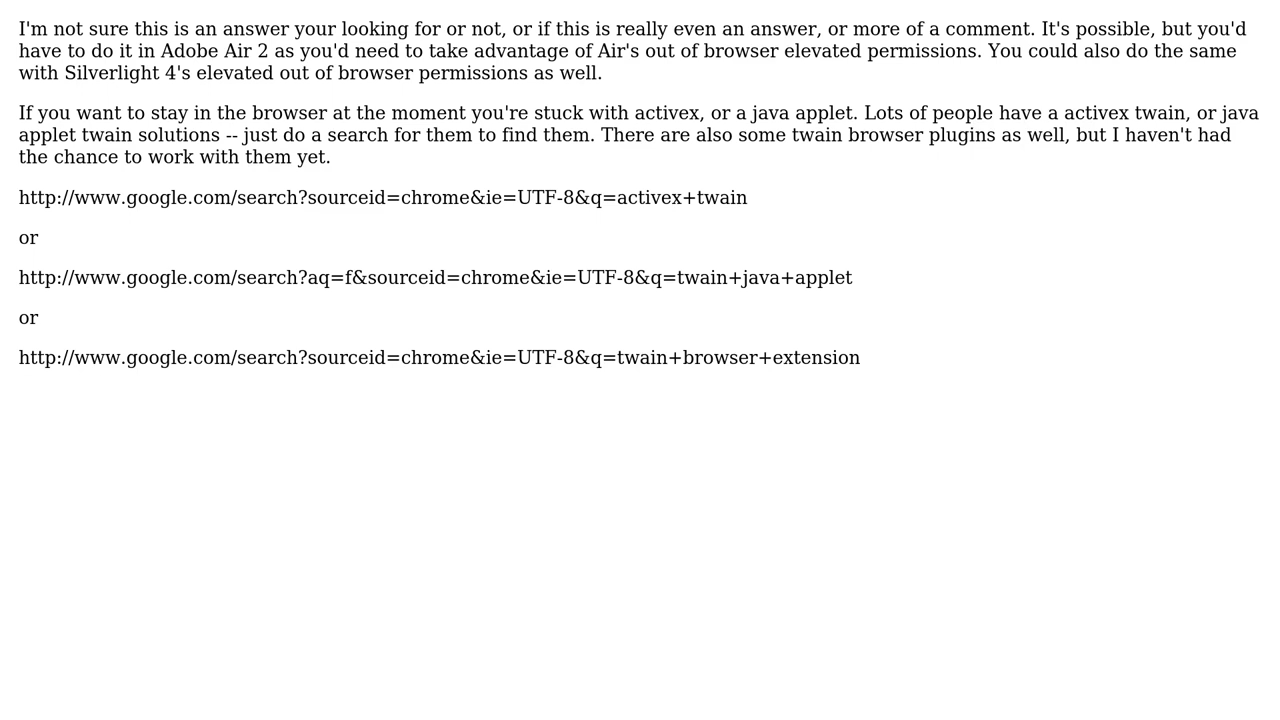 I'm not sure this is an answer your looking for or not, or if this is really even an answer, or more of a comment. It's possible, but you'd
have to do it in Adobe Air 2 as you'd need to take advantage of Air's out of browser elevated permissions. You could also do the same
with Silverlight 4's elevated out of browser permissions as well.
If you want to stay in the browser at the moment you're stuck with activex, or a java applet. Lots of people have a activex twain, or java
applet twain solutions -- just do a search for them to find them. There are also some twain browser plugins as well, but I haven't had
the chance to work with them yet.
http://www.google.com/search?sourceid=chrome&ie=UTF-8&q=activex+twain
or
http://www.google.com/search?aq=f&sourceid=chrome&ie=UTF-8&q=twain+java+applet
or
http://www.google.com/search?sourceid=chrome&ie=UTF-8&q=twain+browser+extension